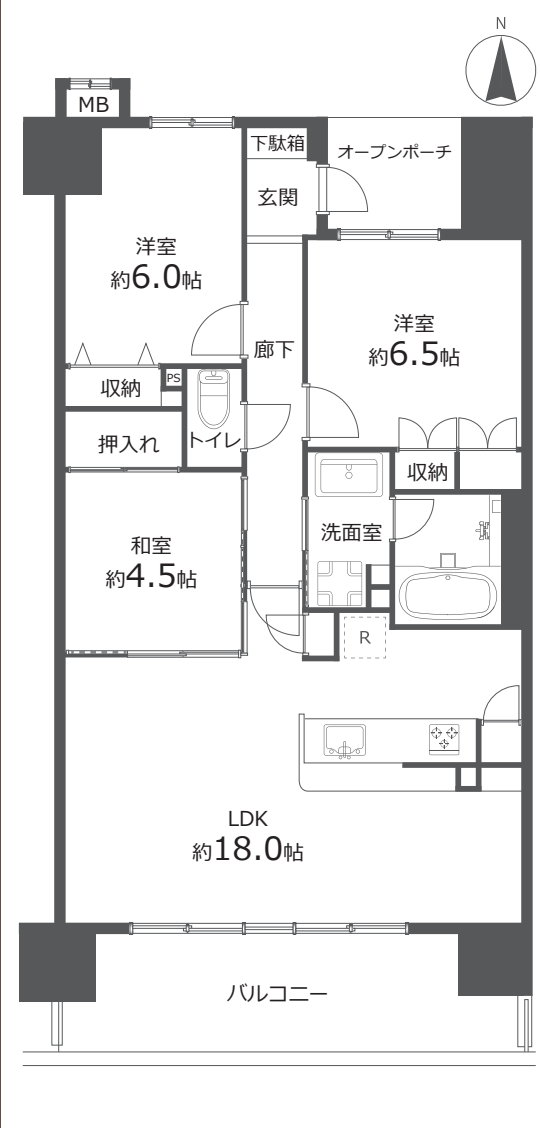 N
MB
下駄箱
オープンポーチ
玄関
洋室
約6.0帖
洋室
約6.5帖
廊下
収納
PS
トイレ
押入れ
収納
洗面室
和室
約4.5帖
R
LDK
約18.0帖
バルコニー